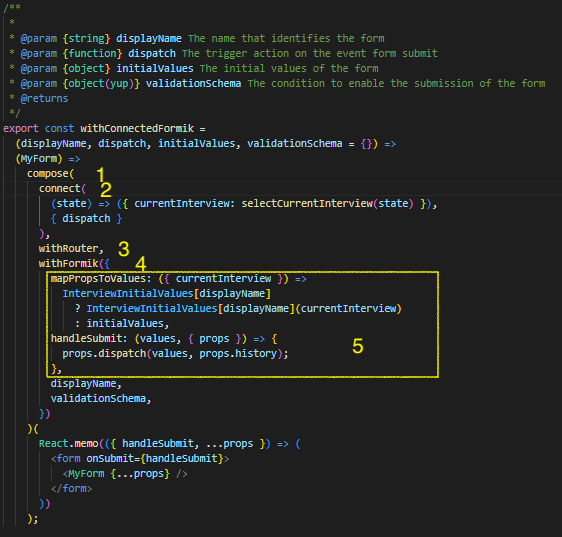 /**
 *
 * @param {string} displayName The name that identifies the form
 * @param {function} dispatch The trigger action on the event form submit
 * @param {object} initialValues The initial values of the form
 * @param {object(yup)} validationSchema The condition to enable the submission of the form
 * @returns
 */
export const withConnectedFormik =
  (displayName, dispatch, initialValues, validationSchema = {}) =>
  (MyForm) =>
    compose( 1
      connect( 2
        (state) => ({ currentInterview: selectCurrentInterview(state) }),
        { dispatch }
      ),
      withRouter, 3
      withFormik({ 4
        mapPropsToValues: ({ currentInterview }) =>
          InterviewInitialValues[displayName]
            ? InterviewInitialValues[displayName](currentInterview)
            : initialValues,
        handleSubmit: (values, { props }) => { 5
          props.dispatch(values, props.history);
        },
        displayName,
        validationSchema,
      })
    )(
      React.memo(({ handleSubmit, ...props }) => (
        <form onSubmit={handleSubmit}>
          <MyForm {...props} />
        </form>
      ))
    );